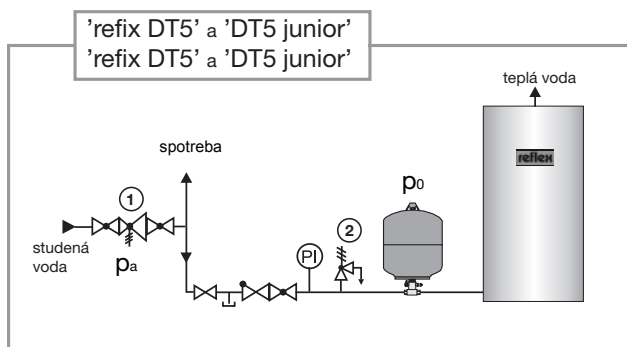 'refix DT5' a 'DT5 junior'
'refix DT5' a 'DT5 junior'
teplá voda
spotreba
reflex
p0
1
2
PI
studená
voda
pa